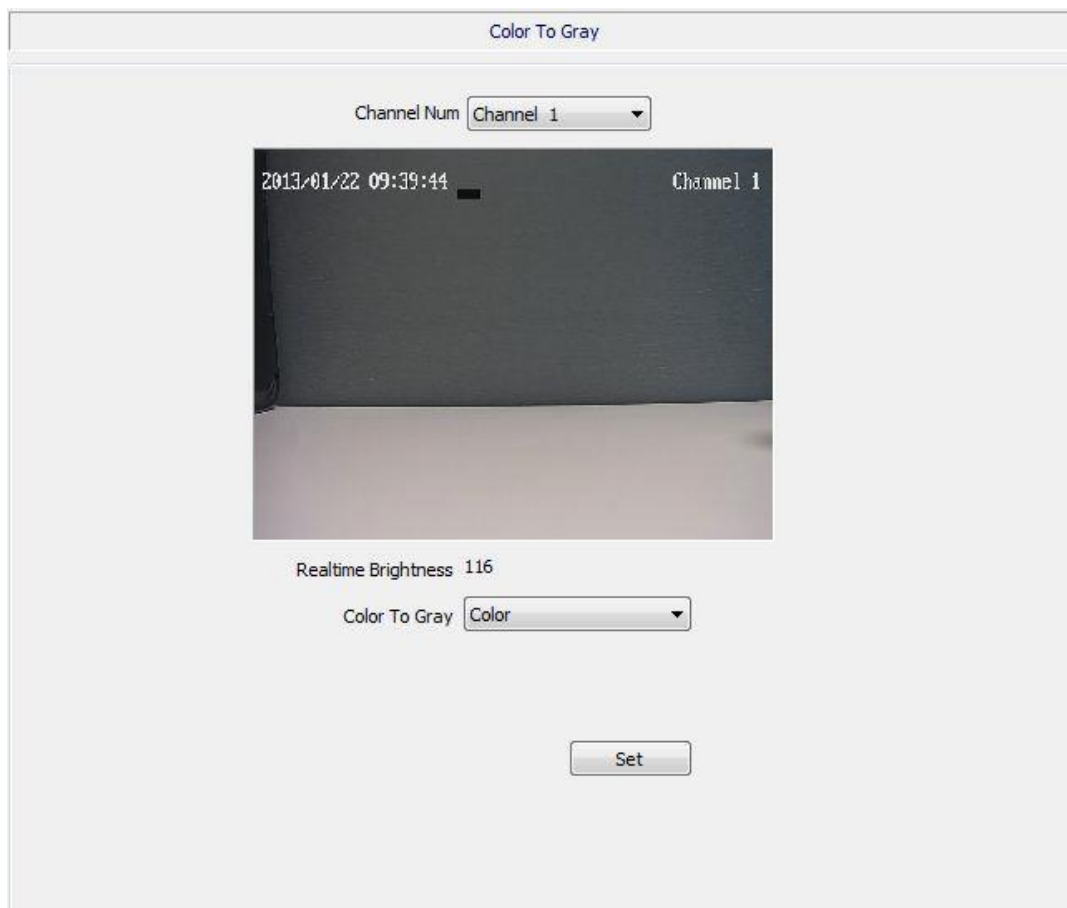 Color To Gray
Channel Num Channel 1
2013/01/22 09:39:44 Channel 1
Realtime Brightness 116
Color To Gray Color
Set